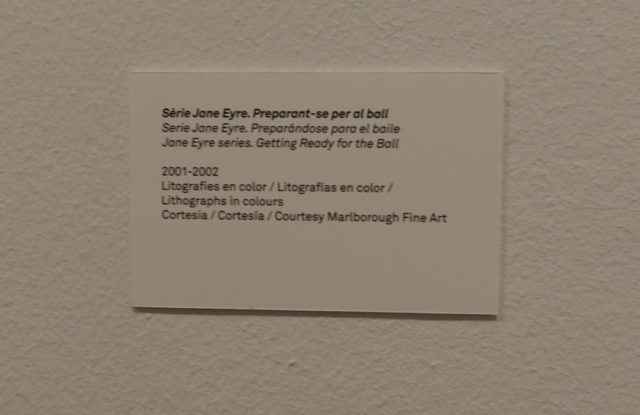 Sèrie Jane Eyre. Preparant-se per al ball
Serie Jane Eyre. Preparándose para el baile
Jane Eyre series. Getting Ready for the Ball
2001-2002
Litografies en color / Litografías en color /
Lithographs in colours
Cortesia / Cortesía / Courtesy Marlborough Fine Art